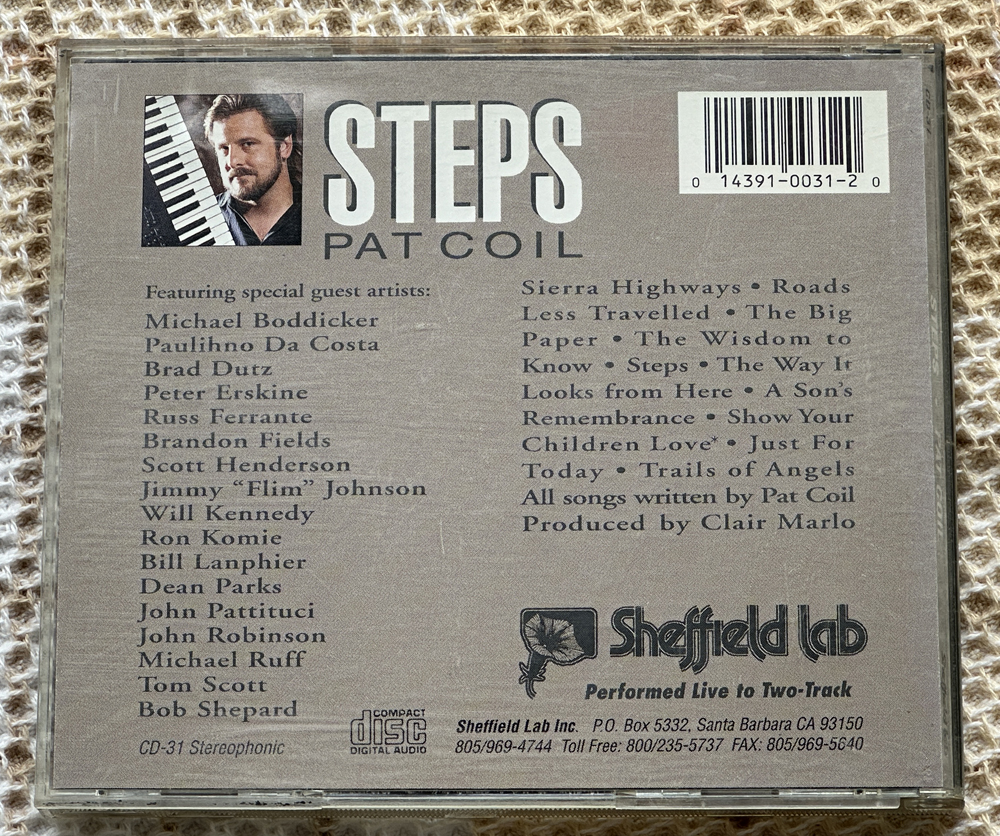 STEPS
PAT COIL
0 14391-0031-2 0
Featuring special guest artists:
Michael Boddicker
Paulihno Da Costa
Brad Dutz
Peter Erskine
Russ Ferrante
Brandon Fields
Scott Henderson
Jimmy “Flim” Johnson
Will Kennedy
Ron Komie
Bill Lanphier
Dean Parks
John Pattituci
John Robinson
Michael Ruff
Tom Scott
Bob Shepard
CD-31 Stereophonic
COMPACT
disc
DIGITAL AUDIO
Sierra Highways • Roads
Less Travelled • The Big
Paper • The Wisdom to
Know • Steps • The Way It
Looks from Here • A Son's
Remembrance • Show Your
Children Love* • Just For
Today • Trails of Angels
All songs written by Pat Coil
Produced by Clair Marlo
Sheffield lab
Performed Live to Two-Track
Sheffield Lab Inc. P.O. Box 5332, Santa Barbara CA 93150
805/969-4744 Toll Free: 800/235-5737 FAX: 805/969-5640